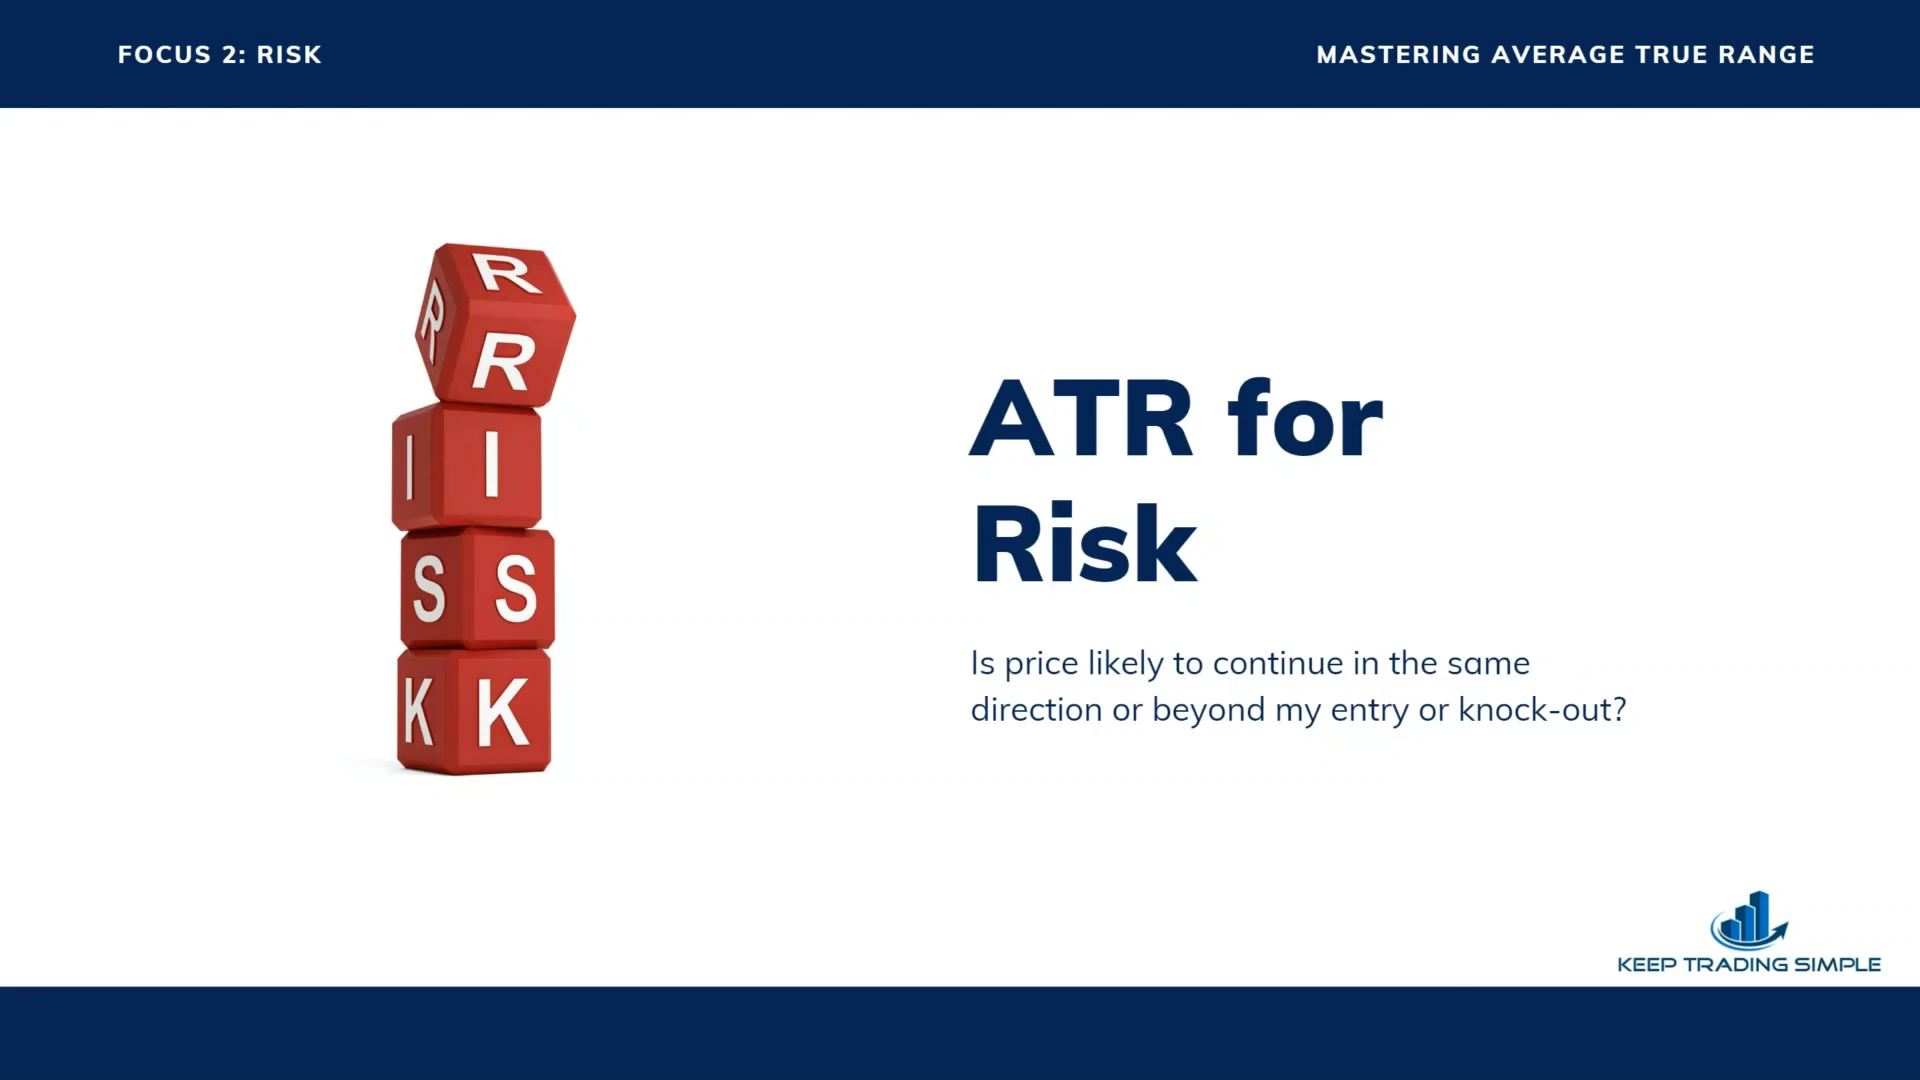 FOCUS 2: RISK
MASTERING AVERAGE TRUE RANGE
R
R R
I I
S S
K K
ATR for
Risk
Is price likely to continue in the same
direction or beyond my entry or knock-out?
KEEP TRADING SIMPLE